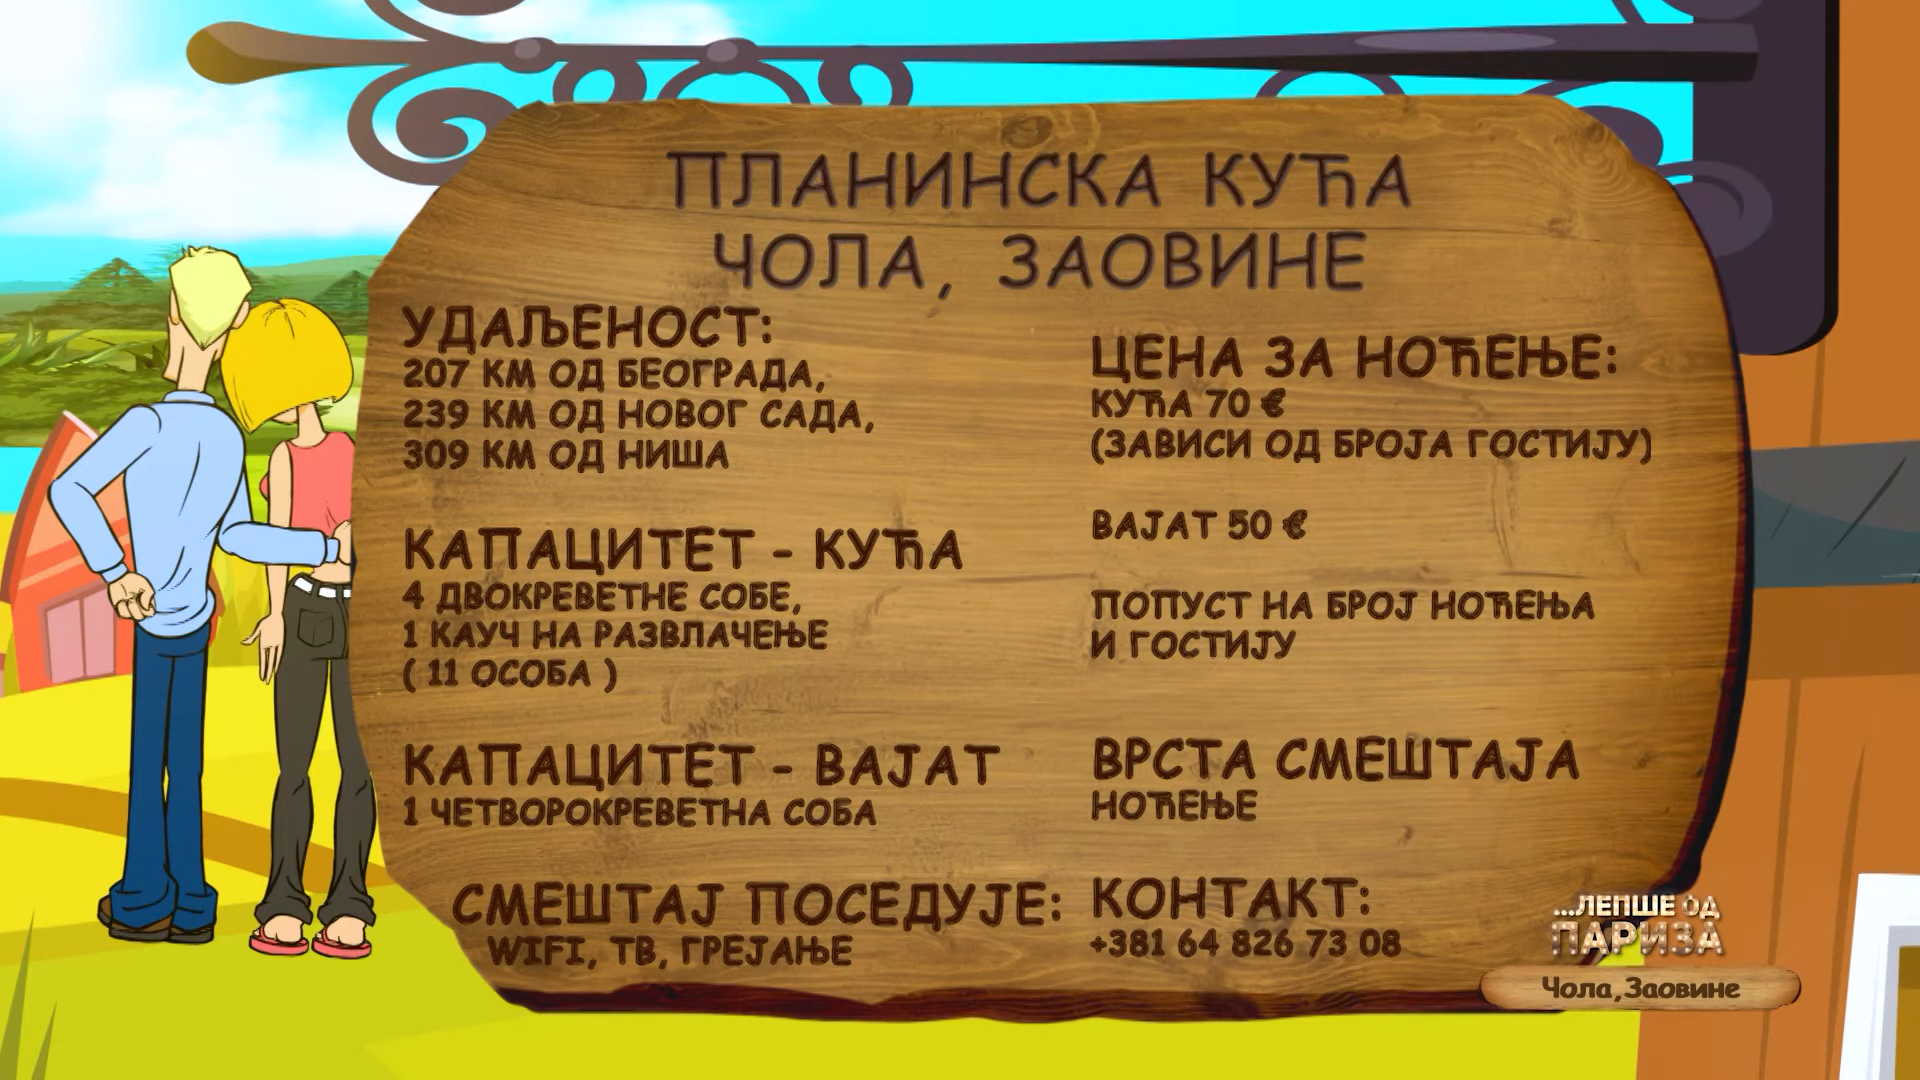 ПЛАНИНСКА КУЋА
ЧОЛА, ЗАОВИНЕ
УДАЉЕНОСТ:
207 КМ ОД БЕОГРАДА,
239 КМ ОД НОВОГ САДА,
309 КМ ОД НИША
КАПАЦИТЕТ - КУЋА
4 ДВОКРЕВЕТНЕ СОБЕ,
1 КАУЧ НА РАЗВЛАЧЕЊЕ
( 11 ОСОБА )
КАПАЦИТЕТ - ВАЈАТ
1 ЧЕТВОРОКРЕВЕТНА СОБА
СМЕШТАЈ ПОСЕДУЈЕ:
WIFI, ТВ, ГРЕЈАЊЕ
ЦЕНА ЗА НОЋЕЊЕ:
КУЋА 70 €
(ЗАВИСИ ОД БРОЈА ГОСТИЈУ)
ВАЈАТ 50 €
ПОПУСТ НА БРОЈ НОЋЕЊА
И ГОСТИЈУ
ВРСТА СМЕШТАЈА
НОЋЕЊЕ
КОНТАКТ:
+381 64 826 73 08
...ЛЕПШЕ ОД
ПАРИЗА
Чола,Заовине